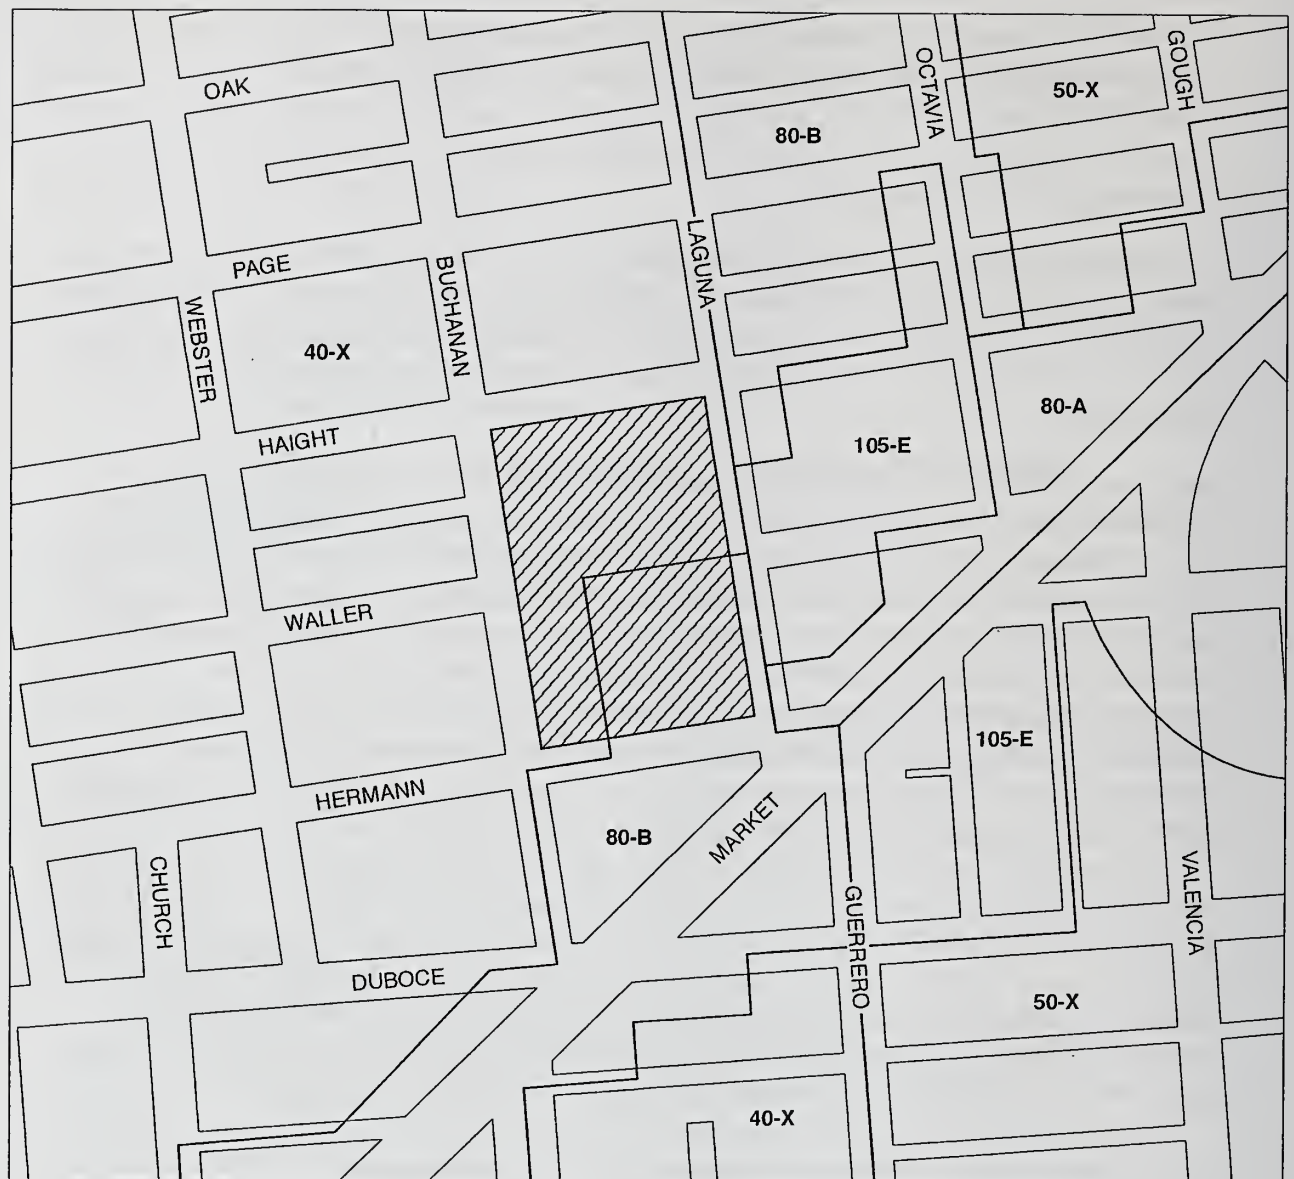 GOUGH
OCTAVIA
50-X
OAK
80-B
LAGUNA
PAGE
BUCHANAN
WEBSTER
40-X
80-A
HAIGHT
105-E
WALLER
105-E
HERMANN
MARKET
80-B
CHURCH
VALENCIA
GUERRERO
DUBOCE
50-X
40-X